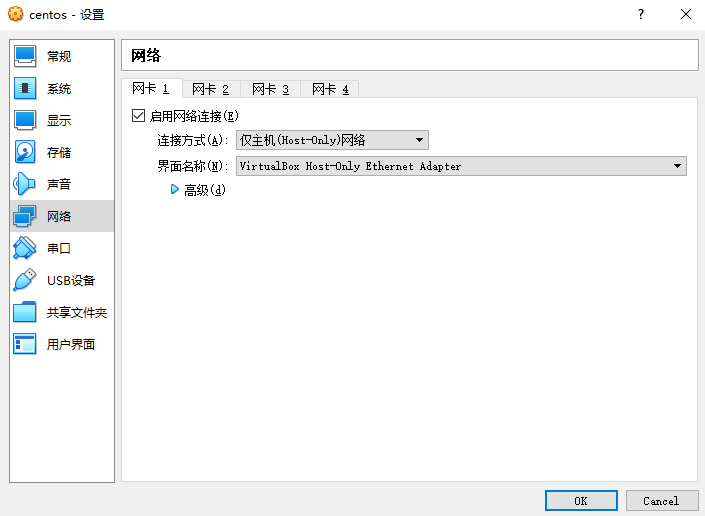 centos - 设置
?
常规
系统
显示
存储
声音
网络
串口
USB设备
共享文件夹
用户界面
网络
网卡 1 网卡 2 网卡 3 网卡 4
启用网络连接(E)
连接方式(A): 仅主机(Host-Only)网络
界面名称(N): VirtualBox Host-Only Ethernet Adapter
高级(d)
OK Cancel